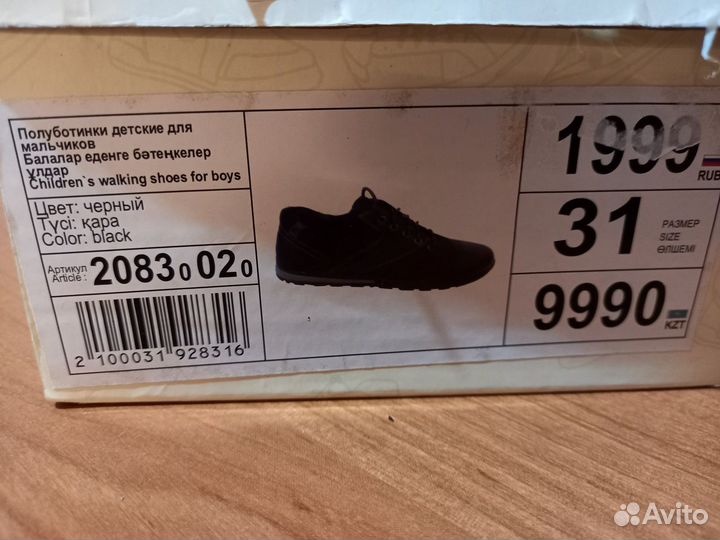 Полуботинки детские для
мальчиков
Балалар еденге бәтеңкелер
ұлдар
Children`s walking shoes for boys
Цвет: черный
Түсі: қара
Color: black
Артикул
Article :
2083 0 02 0
2 100031 928316
1999
RUB
31
РАЗМЕР
SIZE
ӨЛШЕМІ
9990
KZT
Avito